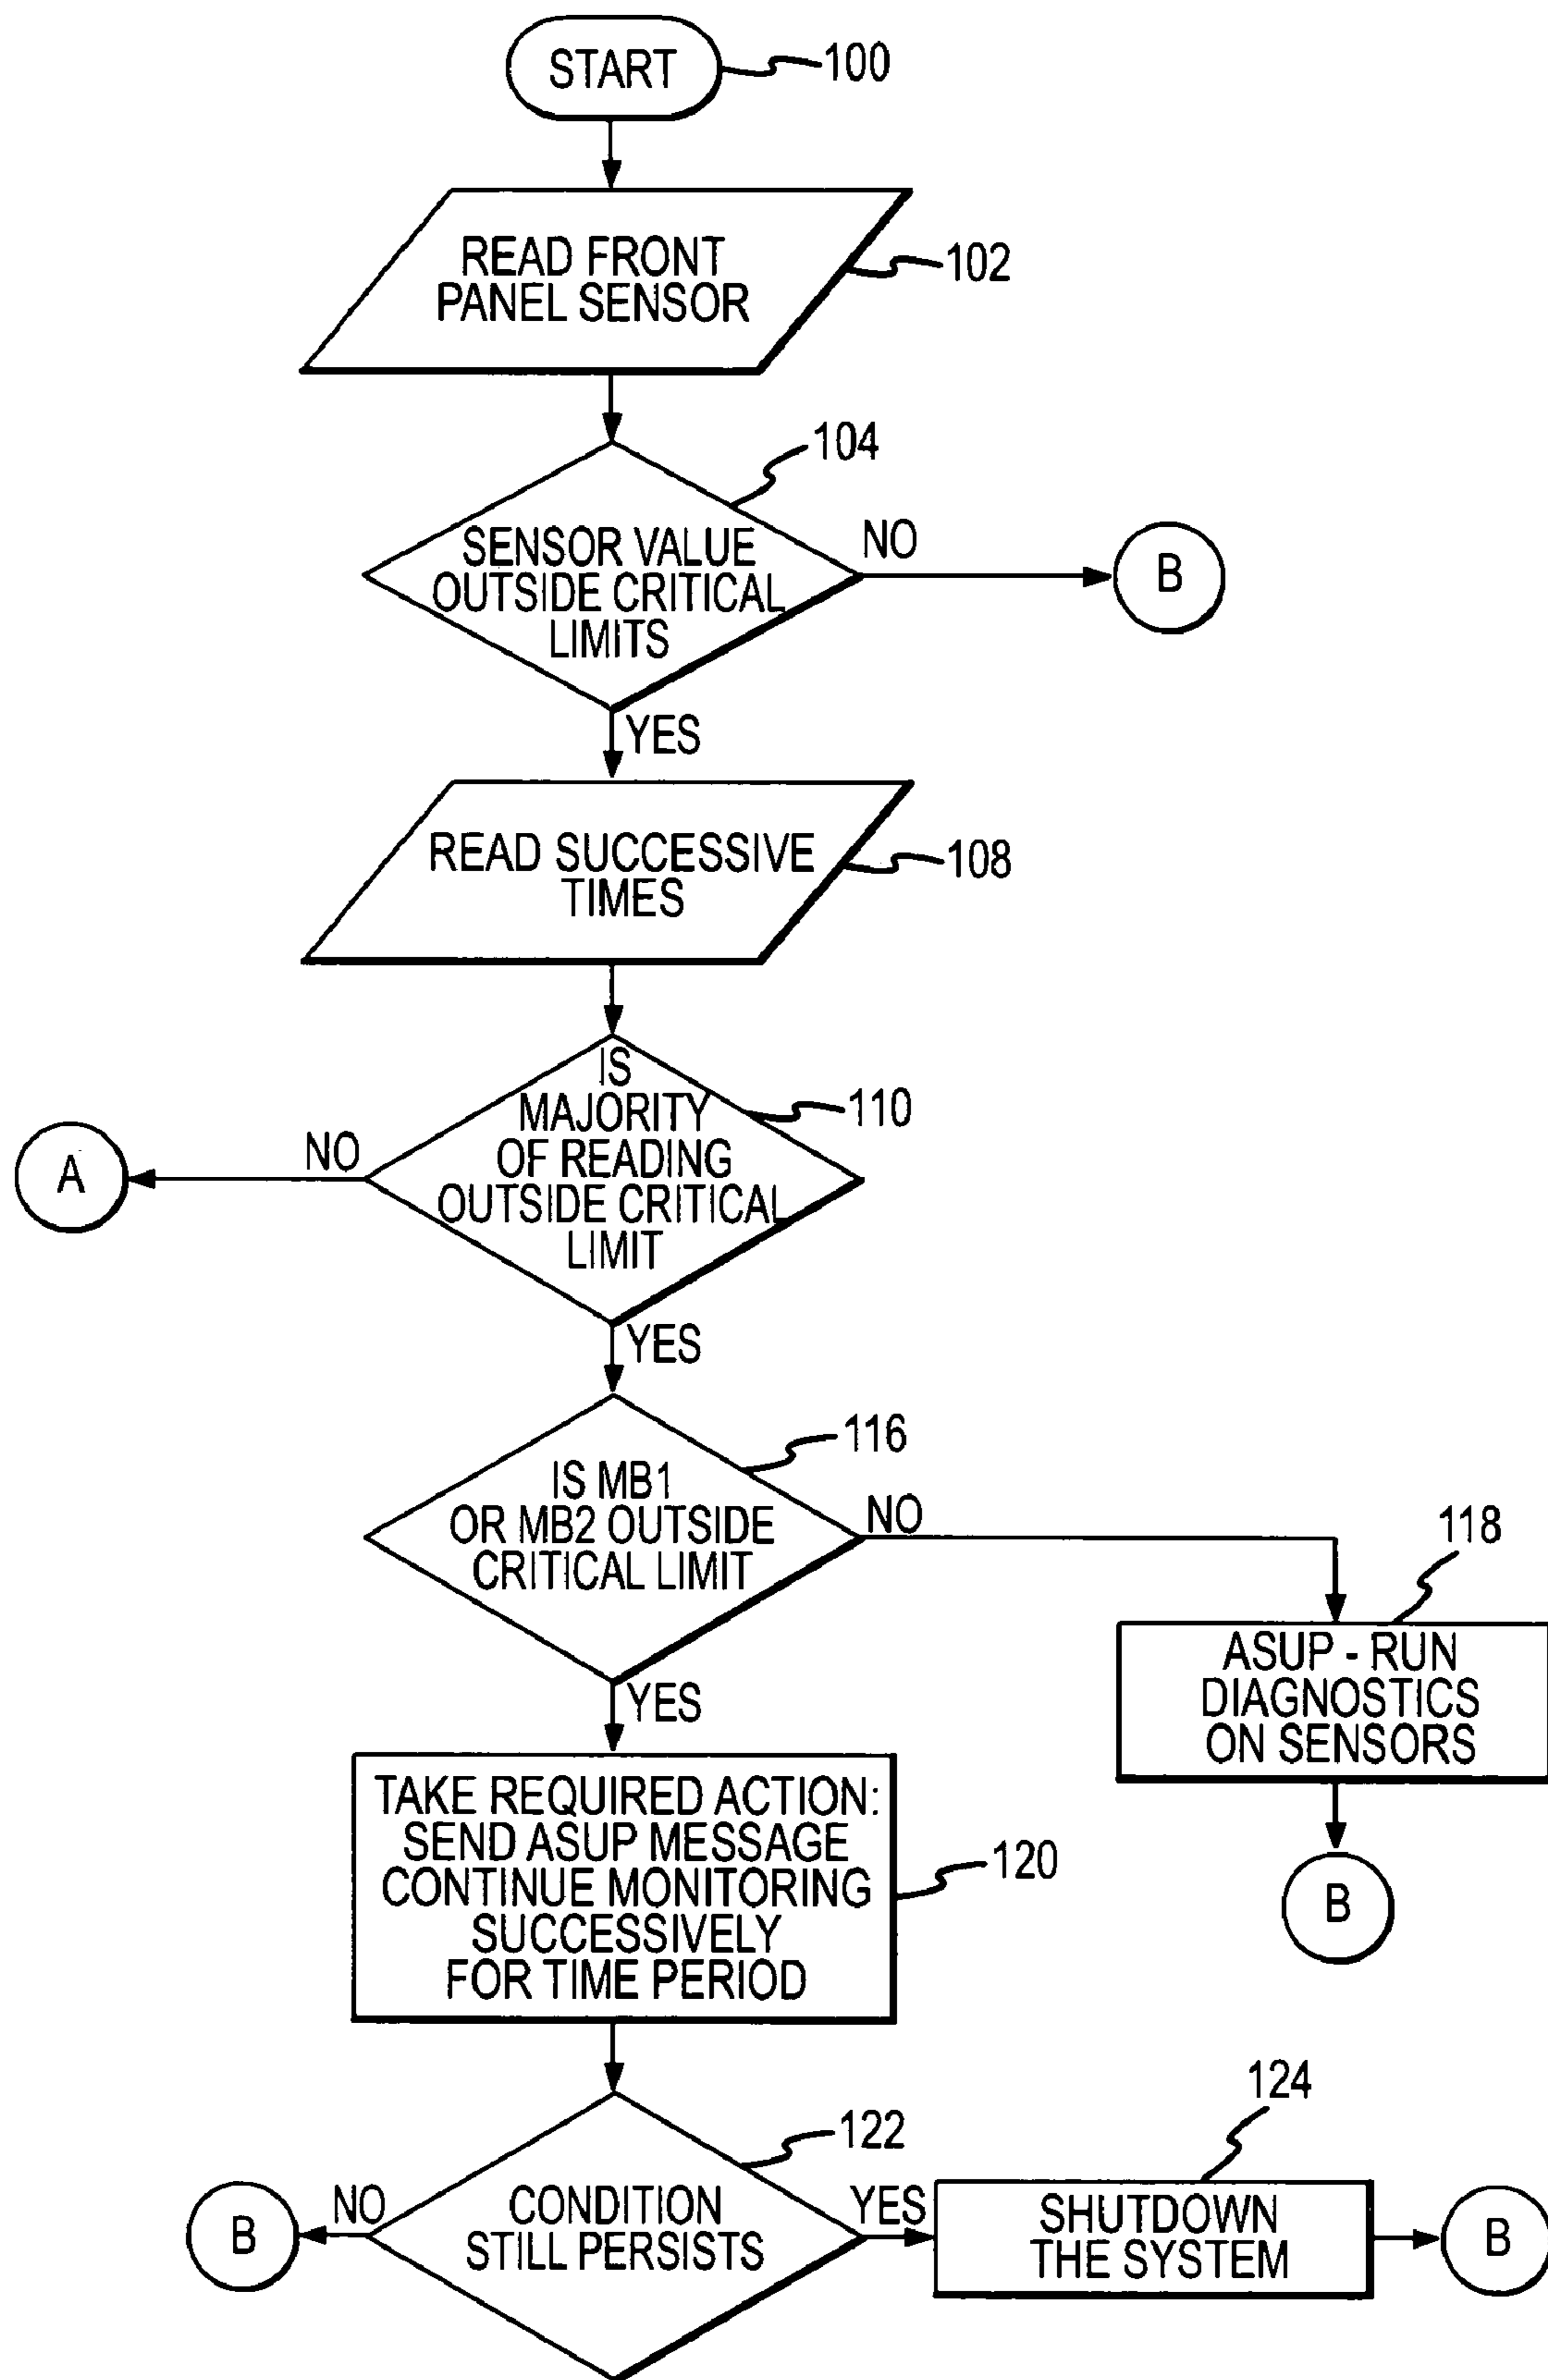 START
100
READ FRONT
PANEL SENSOR
102
104
SENSOR VALUE
OUTSIDE CRITICAL
LIMITS
NO
B
YES
READ SUCCESSIVE
TIMES
108
IS
MAJORITY
OF READING
OUTSIDE CRITICAL
LIMIT
110
NO
A
YES
116
IS MB1
OR MB2 OUTSIDE
CRITICAL LIMIT
NO
118
ASUP - RUN
DIAGNOSTICS
ON SENSORS
B
YES
TAKE REQUIRED ACTION:
SEND ASUP MESSAGE
CONTINUE MONITORING
SUCCESSIVELY
FOR TIME PERIOD
120
122
CONDITION
STILL PERSISTS
NO
B
YES
124
SHUTDOWN
THE SYSTEM
B